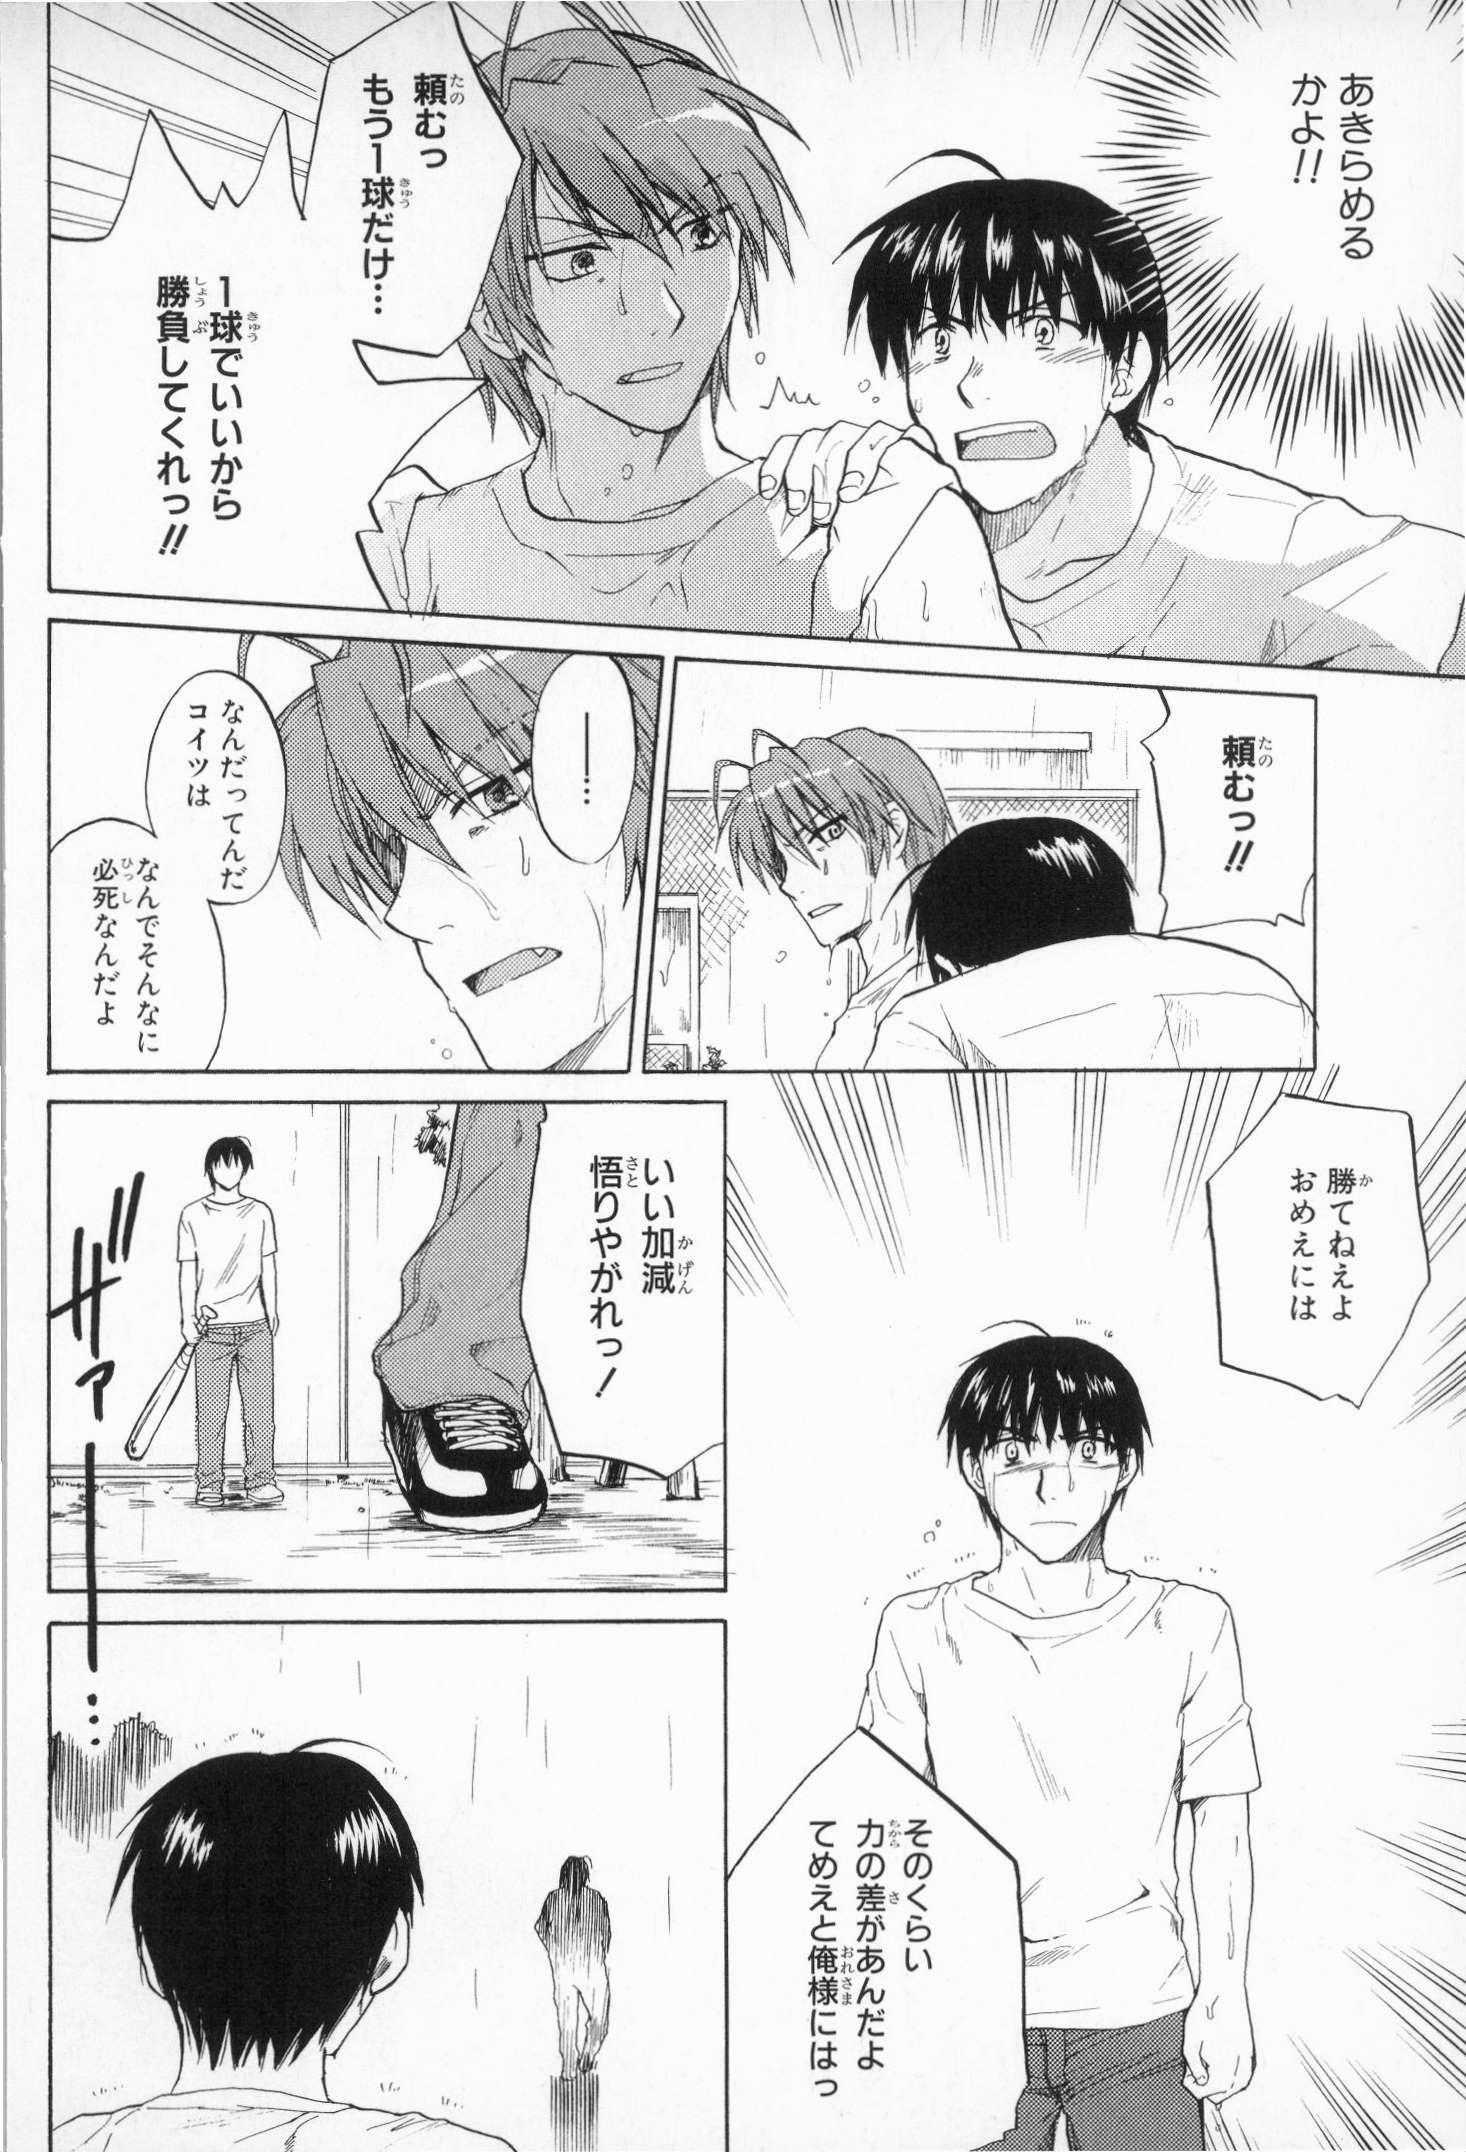 あきらめる
かよ!!
頼むっ
もう1球だけ…
1球でいいから
勝負してくれっ!!
頼むっ!!
――…
なんだってんだ
コイツは
なんでそんなに
必死なんだよ
勝てねえよ
おめえには
そのくらい
力の差があんだよ
てめえと俺様にはっ
いい加減
悟りやがれっ!
ザァ――…